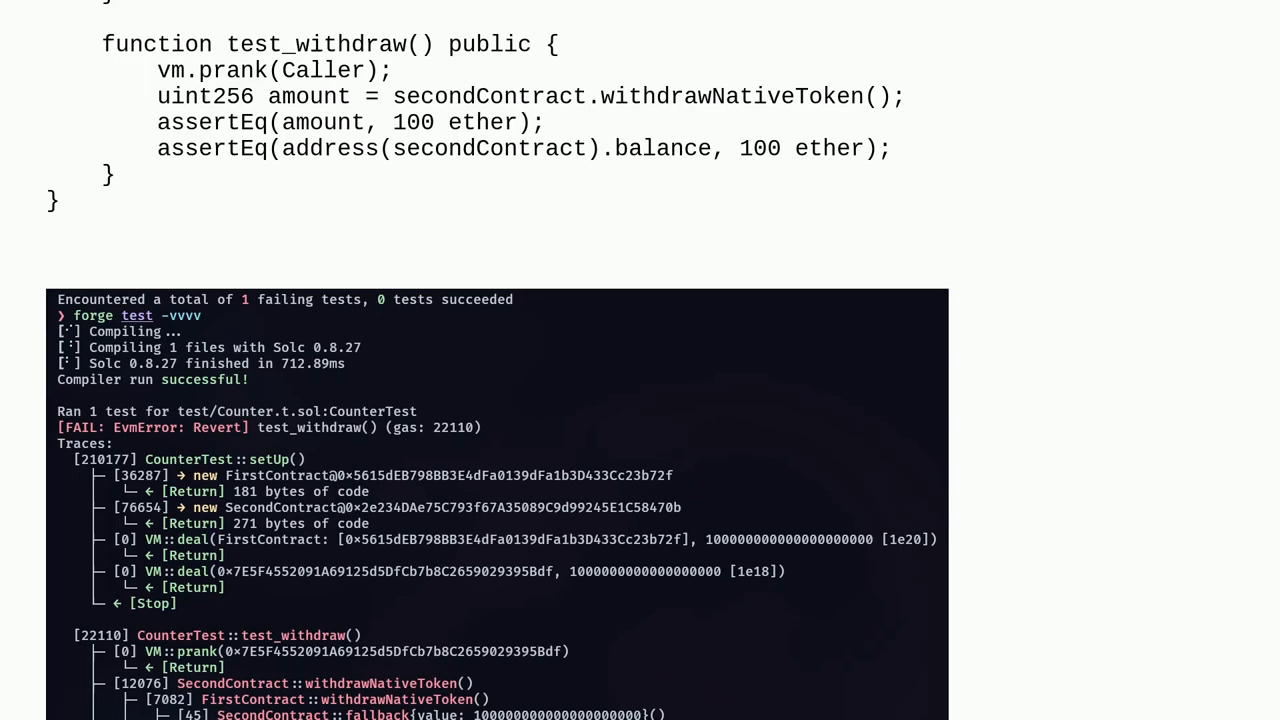 }
function test_withdraw() public {
vm.prank(Caller);
uint256 amount = secondContract.withdrawNativeToken();
assertEq(amount, 100 ether);
assertEq(address(secondContract).balance, 100 ether);
}
}
Encountered a total of 1 failing tests, 0 tests succeeded
❯ forge test -vvvv
[⠊] Compiling...
[⠘] Compiling 1 files with Solc 0.8.27
[⠃] Solc 0.8.27 finished in 712.89ms
Compiler run successful!
Ran 1 test for test/Counter.t.sol:CounterTest
[FAIL: EvmError: Revert] test_withdraw() (gas: 22110)
Traces:
[210177] CounterTest::setUp()
├─ [36287] → new FirstContract@0x5615dEB798BB3E4dFa0139dFa1b3D433Cc23b72f
│ └─ ← [Return] 181 bytes of code
├─ [76654] → new SecondContract@0x2e234DAe75C793f67A35089C9d99245E1C58470b
│ └─ ← [Return] 271 bytes of code
├─ [0] VM::deal(FirstContract: [0x5615dEB798BB3E4dFa0139dFa1b3D433Cc23b72f], 100000000000000000000 [1e20])
│ └─ ← [Return]
├─ [0] VM::deal(0x7E5F4552091A69125d5DfCb7b8C2659029395Bdf, 1000000000000000000 [1e18])
│ └─ ← [Return]
└─ ← [Stop]
[22110] CounterTest::test_withdraw()
├─ [0] VM::prank(0x7E5F4552091A69125d5DfCb7b8C2659029395Bdf)
│ └─ ← [Return]
├─ [12076] SecondContract::withdrawNativeToken()
│ ├─ [7082] FirstContract::withdrawNativeToken()
│ │ ├─ [45] SecondContract::fallback{value: 100000000000000000000}()